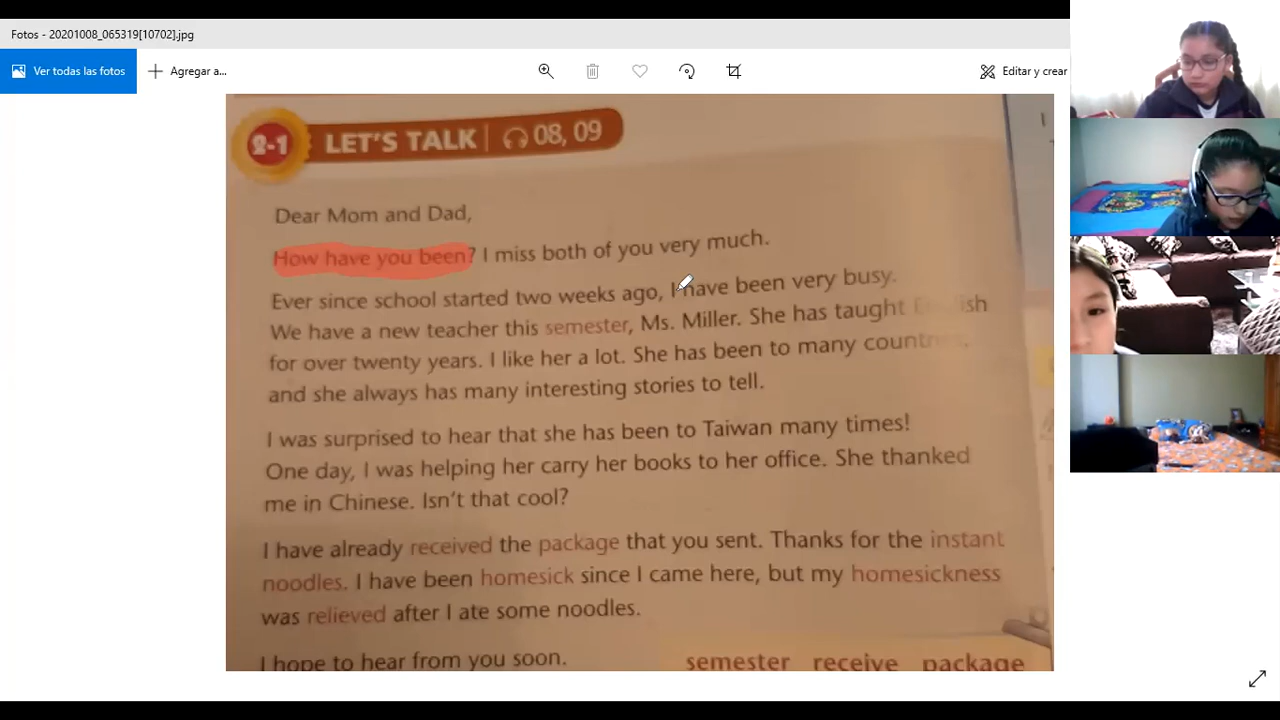 Fotos - 20201008_065319[10702].jpg
Ver todas las fotos
Agregar a...
Editar y crear
2-1 LET'S TALK | 08, 09
Dear Mom and Dad,
How have you been? I miss both of you very much.
Ever since school started two weeks ago, I have been very busy.
We have a new teacher this semester, Ms. Miller. She has taught English
for over twenty years. I like her a lot. She has been to many countries,
and she always has many interesting stories to tell.
I was surprised to hear that she has been to Taiwan many times!
One day, I was helping her carry her books to her office. She thanked
me in Chinese. Isn't that cool?
I have already received the package that you sent. Thanks for the instant
noodles. I have been homesick since I came here, but my homesickness
was relieved after I ate some noodles.
I hope to hear from you soon.
semester receive package